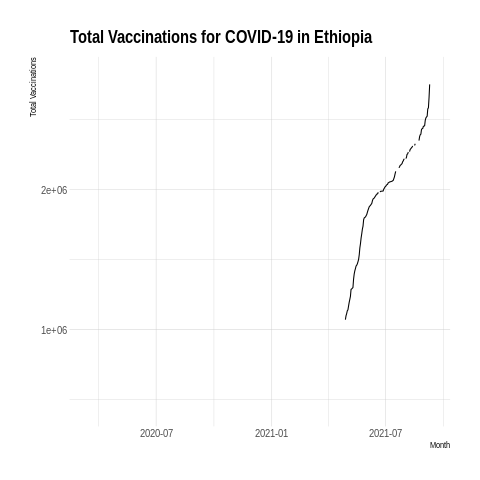 Total Vaccinations for COVID-19 in Ethiopia
Total Vaccinations
2e+06
1e+06
2020-07
2021-01
2021-07
Month